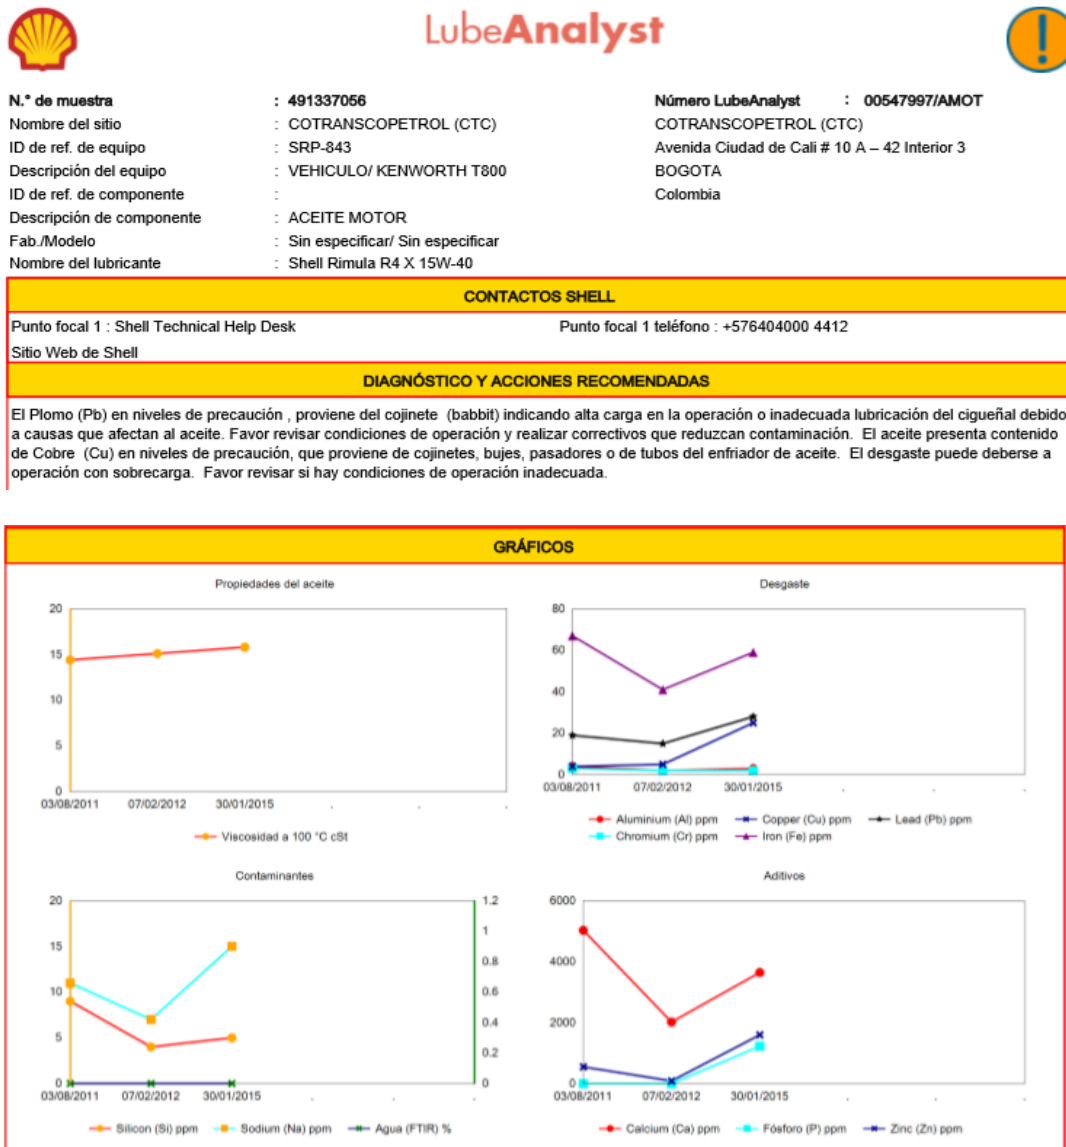 LubeAnalyst
N.° de muestra : 491337056 Número LubeAnalyst : 00547997/AMOT
Nombre del sitio : COTRANSCOPETROL (CTC) COTRANSCOPETROL (CTC)
ID de ref. de equipo : SRP-843 Avenida Ciudad de Cali # 10 A – 42 Interior 3
Descripción del equipo : VEHICULO/ KENWORTH T800 BOGOTA
ID de ref. de componente : Colombia
Descripción de componente : ACEITE MOTOR
Fab./Modelo : Sin especificar/ Sin especificar
Nombre del lubricante : Shell Rimula R4 X 15W-40
CONTACTOS SHELL
Punto focal 1 : Shell Technical Help Desk Punto focal 1 teléfono : +576404000 4412
Sitio Web de Shell
DIAGNÓSTICO Y ACCIONES RECOMENDADAS
El Plomo (Pb) en niveles de precaución , proviene del cojinete (babbit) indicando alta carga en la operación o inadecuada lubricación del cigueñal debido
a causas que afectan al aceite. Favor revisar condiciones de operación y realizar correctivos que reduzcan contaminación. El aceite presenta contenido
de Cobre (Cu) en niveles de precaución, que proviene de cojinetes, bujes, pasadores o de tubos del enfriador de aceite. El desgaste puede deberse a
operación con sobrecarga. Favor revisar si hay condiciones de operación inadecuada.
GRÁFICOS
Propiedades del aceite
20
15
10
5
0
03/08/2011 07/02/2012 30/01/2015 . . .
Viscosidad a 100 °C cSt
Desgaste
80
60
40
20
0
03/08/2011 07/02/2012 30/01/2015 . . .
Aluminium (Al) ppm Copper (Cu) ppm Lead (Pb) ppm
Chromium (Cr) ppm Iron (Fe) ppm
Contaminantes
20 1.2
15 1
10 0.8
5 0.6
0 0.4
0.2
0
03/08/2011 07/02/2012 30/01/2015 . . .
Silicon (Si) ppm Sodium (Na) ppm Agua (FTIR) %
Aditivos
6000
4000
2000
0
03/08/2011 07/02/2012 30/01/2015 . . .
Calcium (Ca) ppm Fósforo (P) ppm Zinc (Zn) ppm